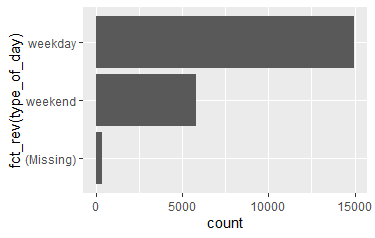 weekday
weekend
(Missing)
fct_rev(type_of_day)
0 5000 10000 15000
count